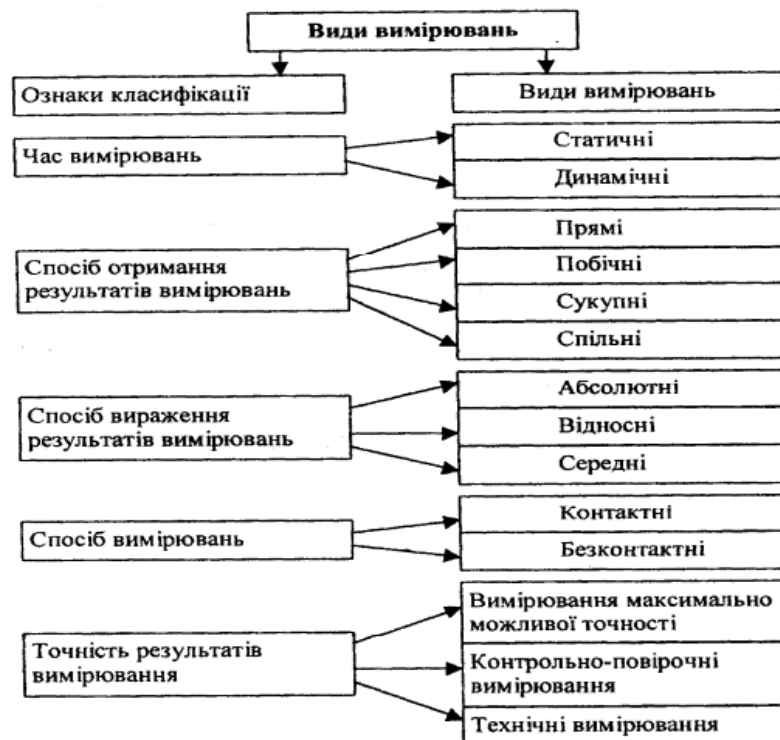 Види вимірювань
Ознаки класифікації
Види вимірювань
Час вимірювань
Статичні
Динамічні
Спосіб отримання
результатів вимірювань
Прямі
Побічні
Сукупні
Спільні
Спосіб вираження
результатів вимірювань
Абсолютні
Відносні
Середні
Спосіб вимірювань
Контактні
Безконтактні
Точність результатів
вимірювання
Вимірювання максимально
можливої точності
Контрольно-повірочні
вимірювання
Технічні вимірювання